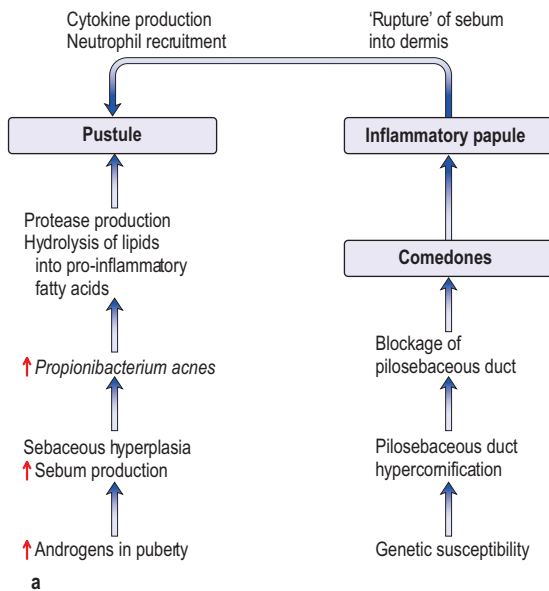 Cytokine production
Neutrophil recruitment
'Rupture' of sebum
into dermis
Pustule
Inflammatory papule
Protease production
Hydrolysis of lipids
into pro-inflammatory
fatty acids
Comedones
↑ Propionibacterium acnes
Blockage of
pilosebaceous duct
Sebaceous hyperplasia
↑ Sebum production
Pilosebaceous duct
hypercornification
↑ Androgens in puberty
Genetic susceptibility
a